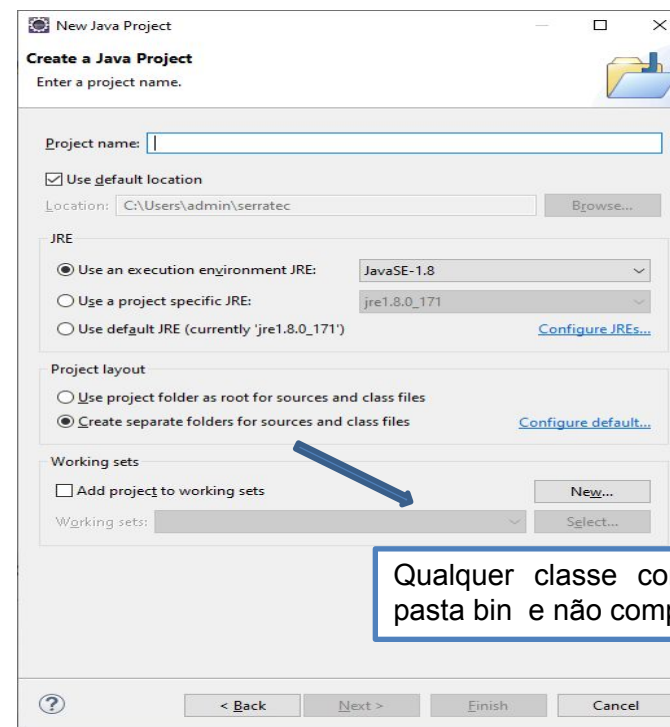 New Java Project
Create a Java Project
Enter a project name.
Project name:
Use default location
Location: C:\Users\admin\serratec Browse...
JRE
Use an execution environment JRE: JavaSE-1.8
Use a project specific JRE: jre1.8.0_171
Use default JRE (currently 'jre1.8.0_171') Configure JREs...
Project layout
Use project folder as root for sources and class files
Create separate folders for sources and class files Configure default...
Working sets
Add project to working sets New...
Working sets: Select...
Qualquer classe
pasta bin e não
? < Back Next > Finish Cancel